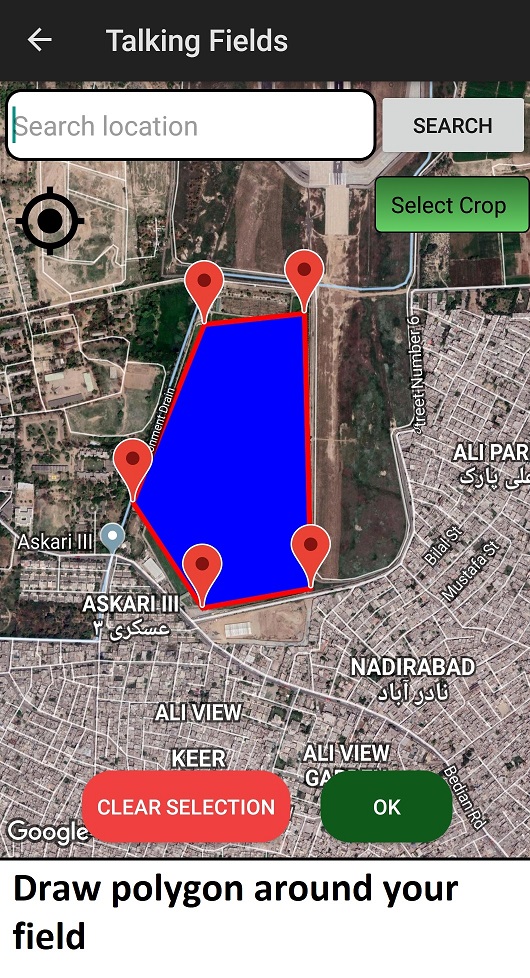 Talking Fields
Search location
SEARCH
Select Crop
Street Number 6
nment Drain
ALI PAR
علی پارک
Askari III
Bilal St
Mustafa St
ASKARI III
عسکری ۳
NADIRABAD
نادر آباد
ALI VIEW
KEER
ALI VIEW
CLEAR SELECTION
OK
Bedian Rd
Google
Draw polygon around your
field